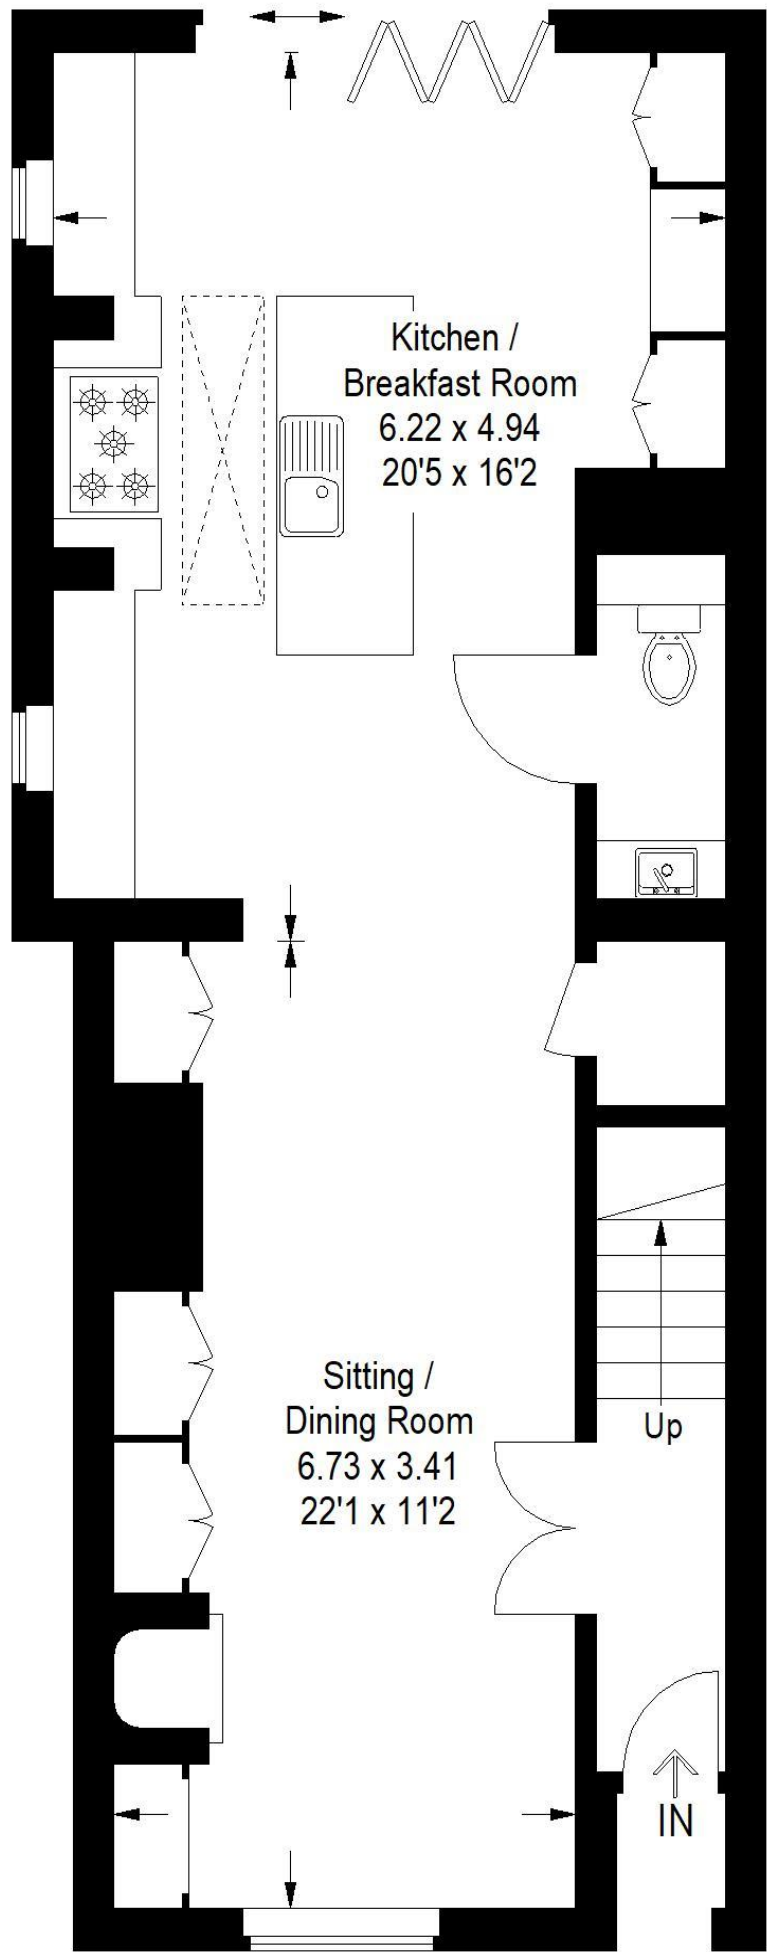 Kitchen /
Breakfast Room
6.22 x 4.94
20'5 x 16'2
Sitting /
Dining Room
6.73 x 3.41
22'1 x 11'2
Up
IN